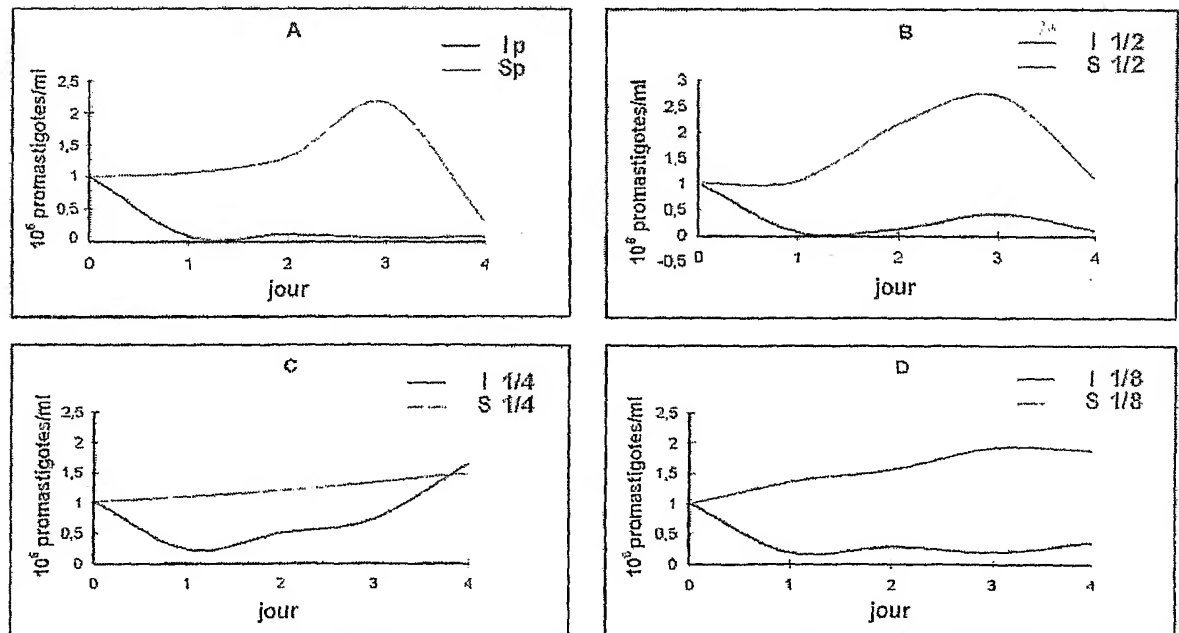 A
Ip
Sp
10⁶ promastigotes/ml
2,5
2
1,5
1
0,5
0
0 1 2 3 4
jour
B
I 1/2
S 1/2
10⁶ promastigotes/ml
3
2,5
2
1,5
1
0,5
0
-0,5
0 1 2 3 4
jour
C
I 1/4
S 1/4
10⁶ promastigotes/ml
2,5
2
1,5
1
0,5
0
0 1 2 3 4
jour
D
I 1/8
S 1/8
10⁶ promastigotes/ml
2,5
2
1,5
1
0,5
0
0 1 2 3 4
jour